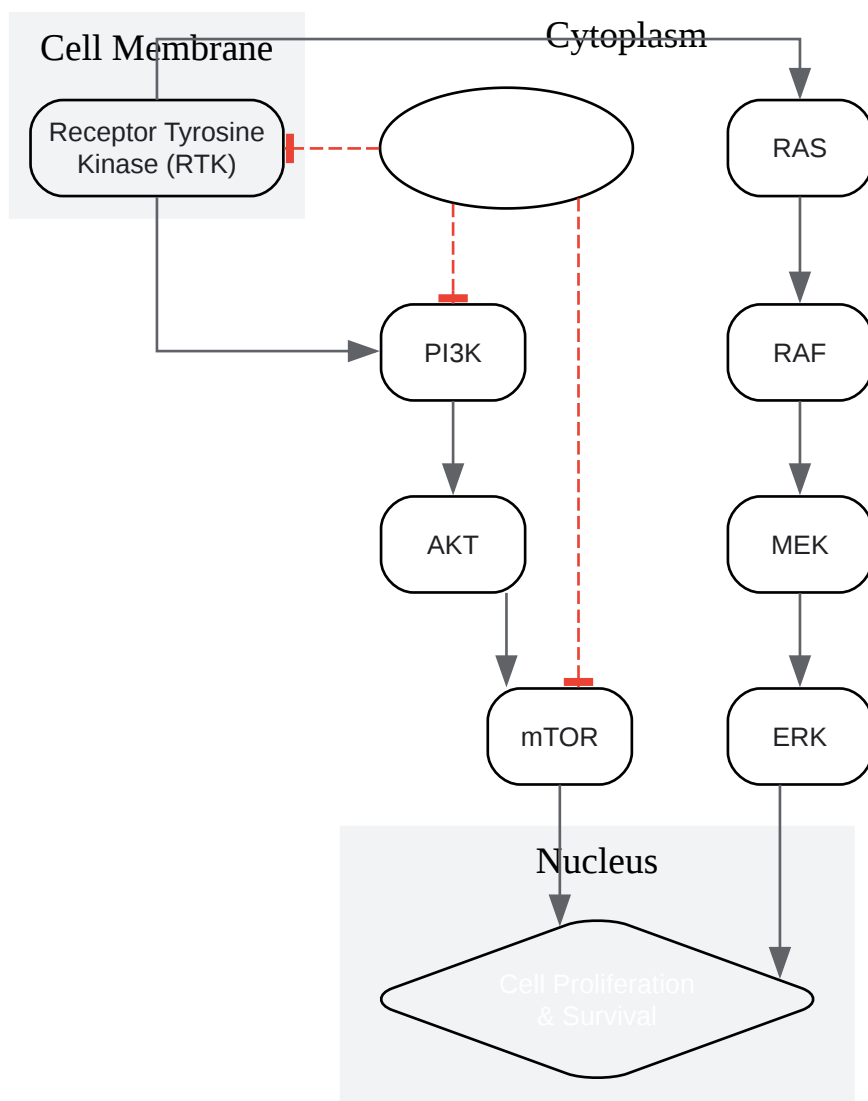 Cell Membrane
Cytoplasm
Receptor Tyrosine
Kinase (RTK)
RAS
PI3K
RAF
AKT
MEK
mTOR
ERK
Nucleus
Cell Proliferation
& Survival